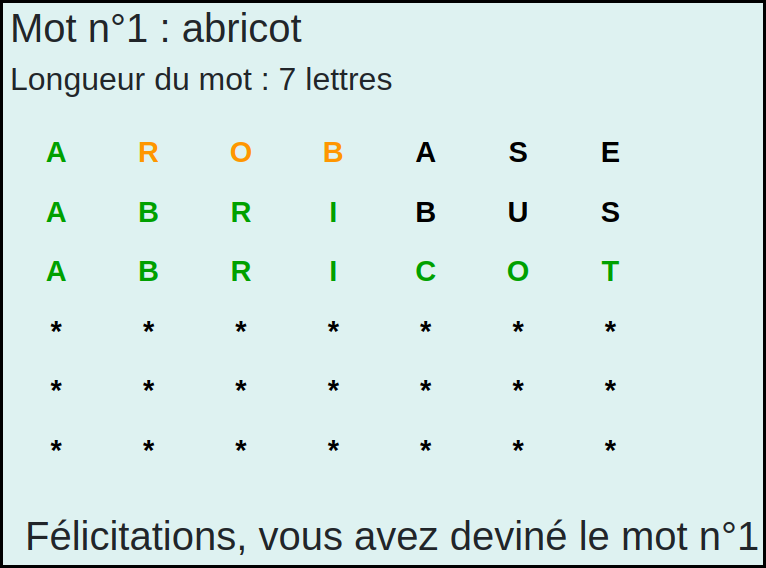 Mot n°1 : abricot
Longueur du mot : 7 lettres
A R O B A S E
A B R I B U S
A B R I C O T
* * * * * * *
* * * * * * *
* * * * * * *
Félicitations, vous avez deviné le mot n°1